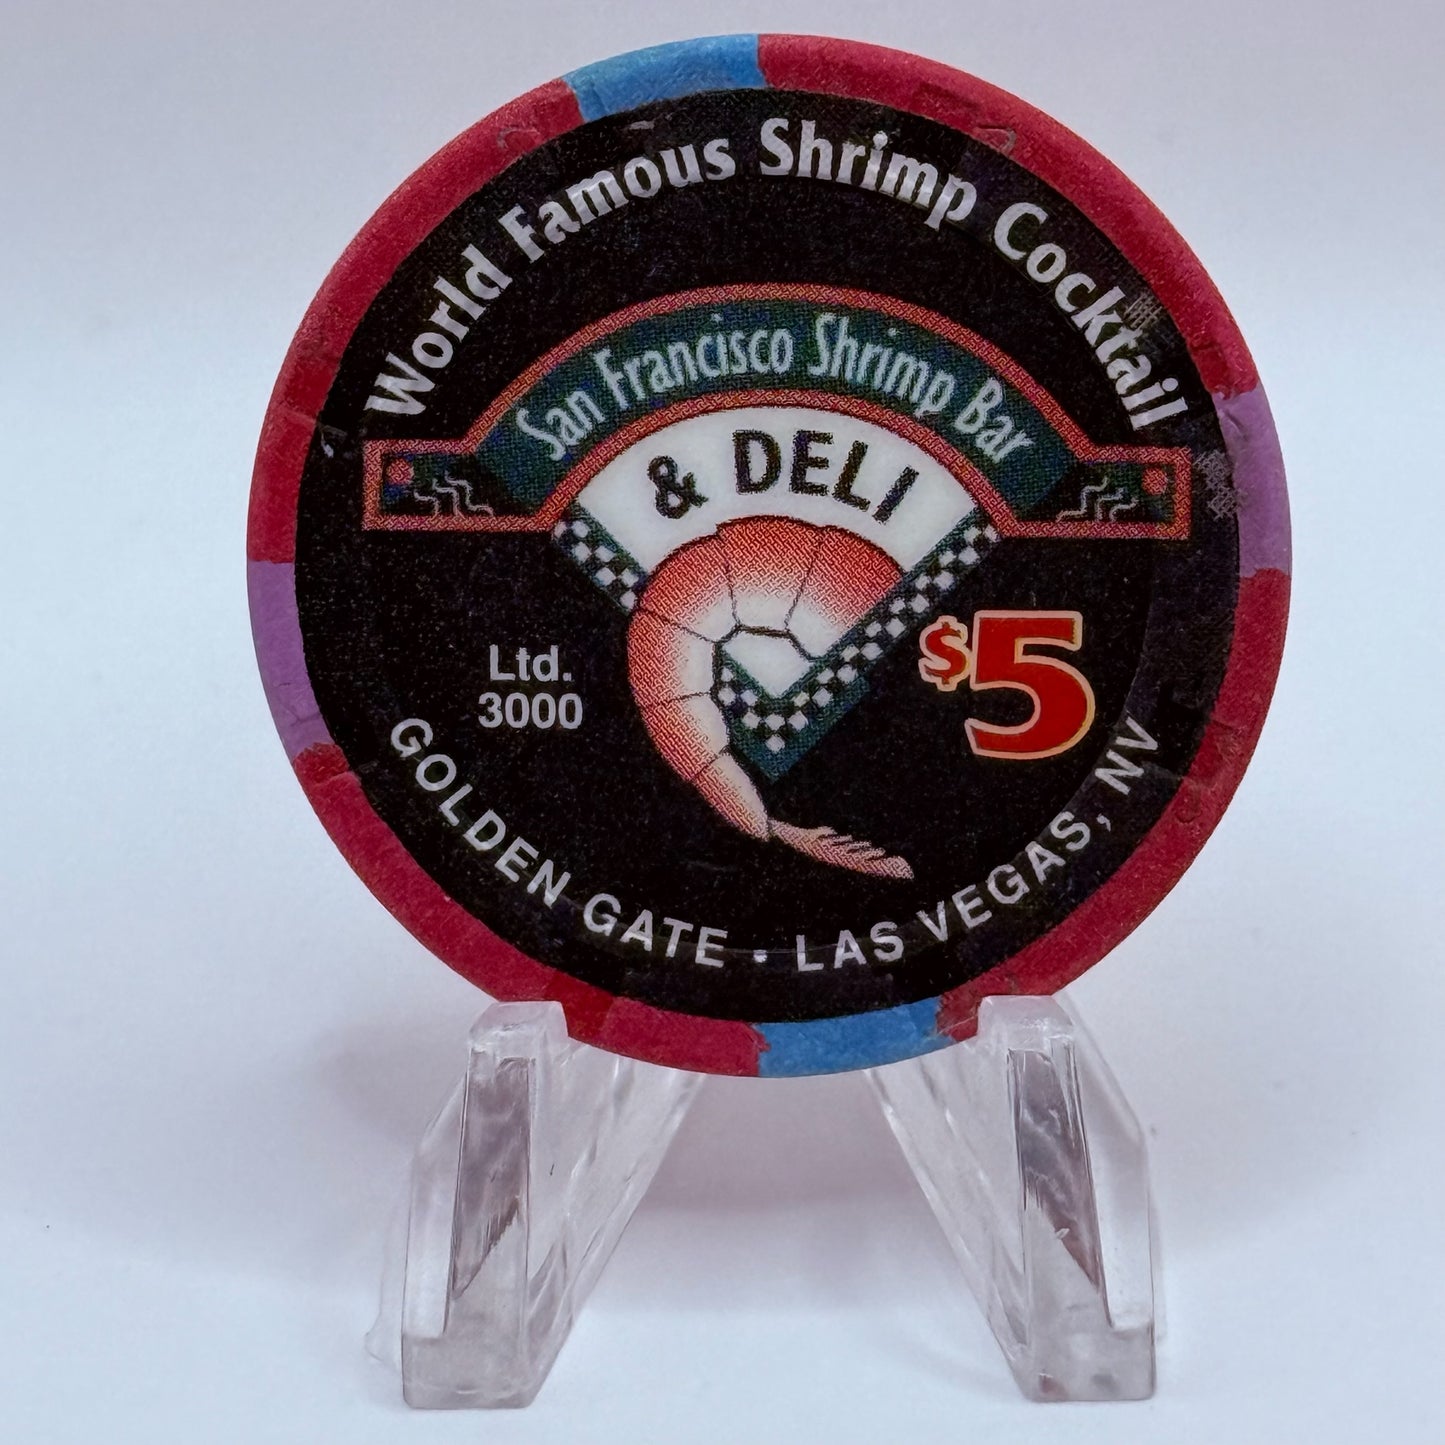 World Famous Shrimp Cocktail
San Francisco Shrimp Bar
& DELI
Ltd.
3000
$5
GOLDEN GATE • LAS VEGAS, NV